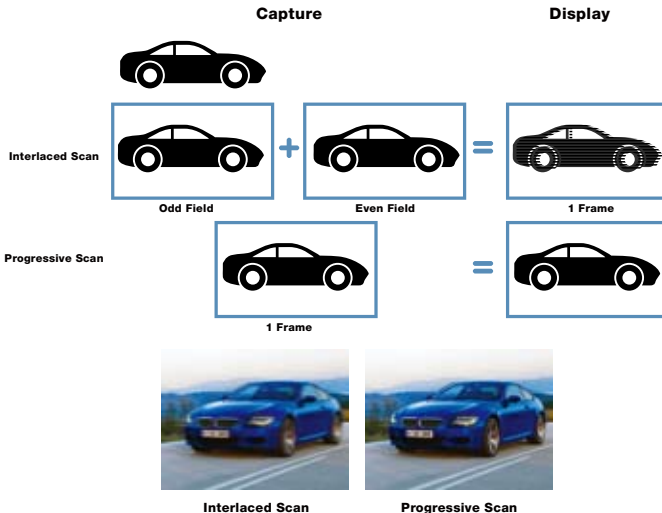 Capture
Display
Interlaced Scan
Odd Field
Even Field
1 Frame
Progressive Scan
1 Frame
Interlaced Scan
Progressive Scan